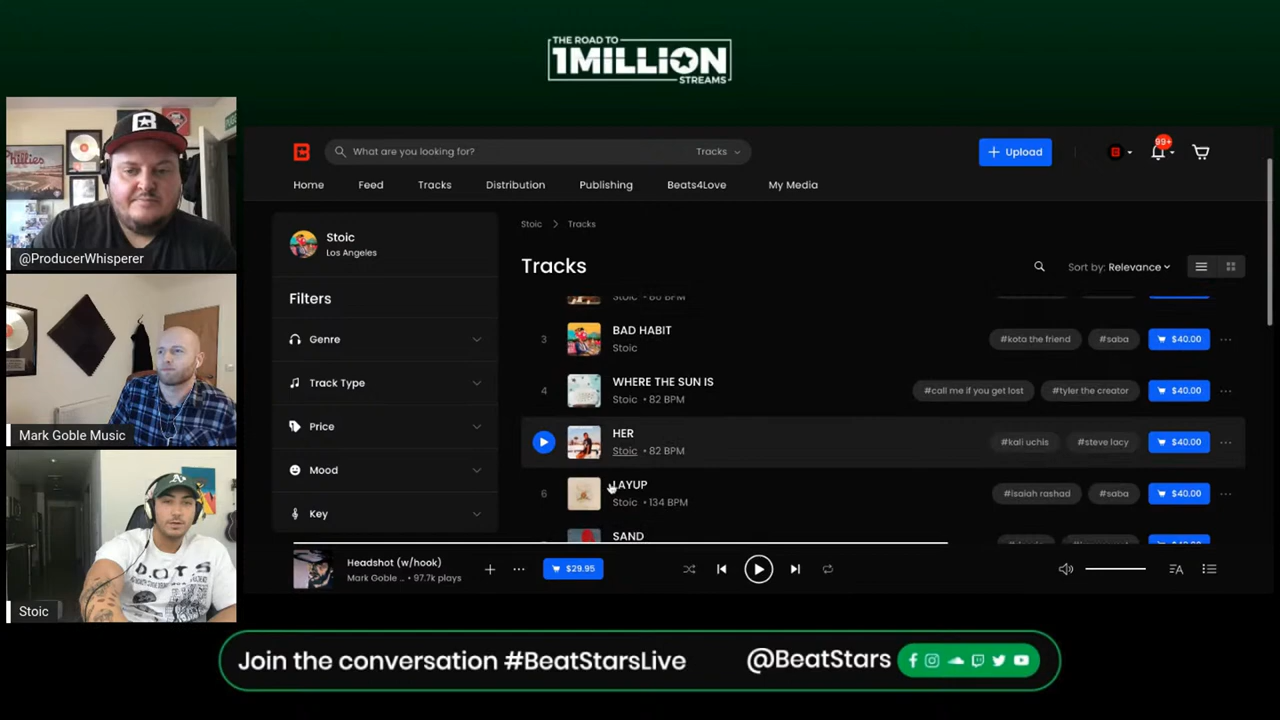 THE ROAD TO
1MILLION
STREAMS
Phillies
@ProducerWhisperer
Mark Goble Music
D.O.T.S
Stoic
What are you looking for?
Tracks
Upload
99+
Home
Feed
Tracks
Distribution
Publishing
Beats4Love
My Media
Stoic
Los Angeles
Filters
Genre
Track Type
Price
Mood
Key
Stoic > Tracks
Tracks
Sort by: Relevance
Stoic • 86 BPM
3
BAD HABIT
Stoic
#kota the friend
#saba
$40.00
4
WHERE THE SUN IS
Stoic • 82 BPM
#call me if you get lost
#tyler the creator
$40.00
HER
Stoic • 82 BPM
#kali uchis
#steve lacy
$40.00
6
LAYUP
Stoic • 134 BPM
#isaiah rashad
#saba
$40.00
SAND
Headshot (w/hook)
Mark Goble .. • 97.7k plays
$29.95
Join the conversation #BeatStarsLive
@BeatStars